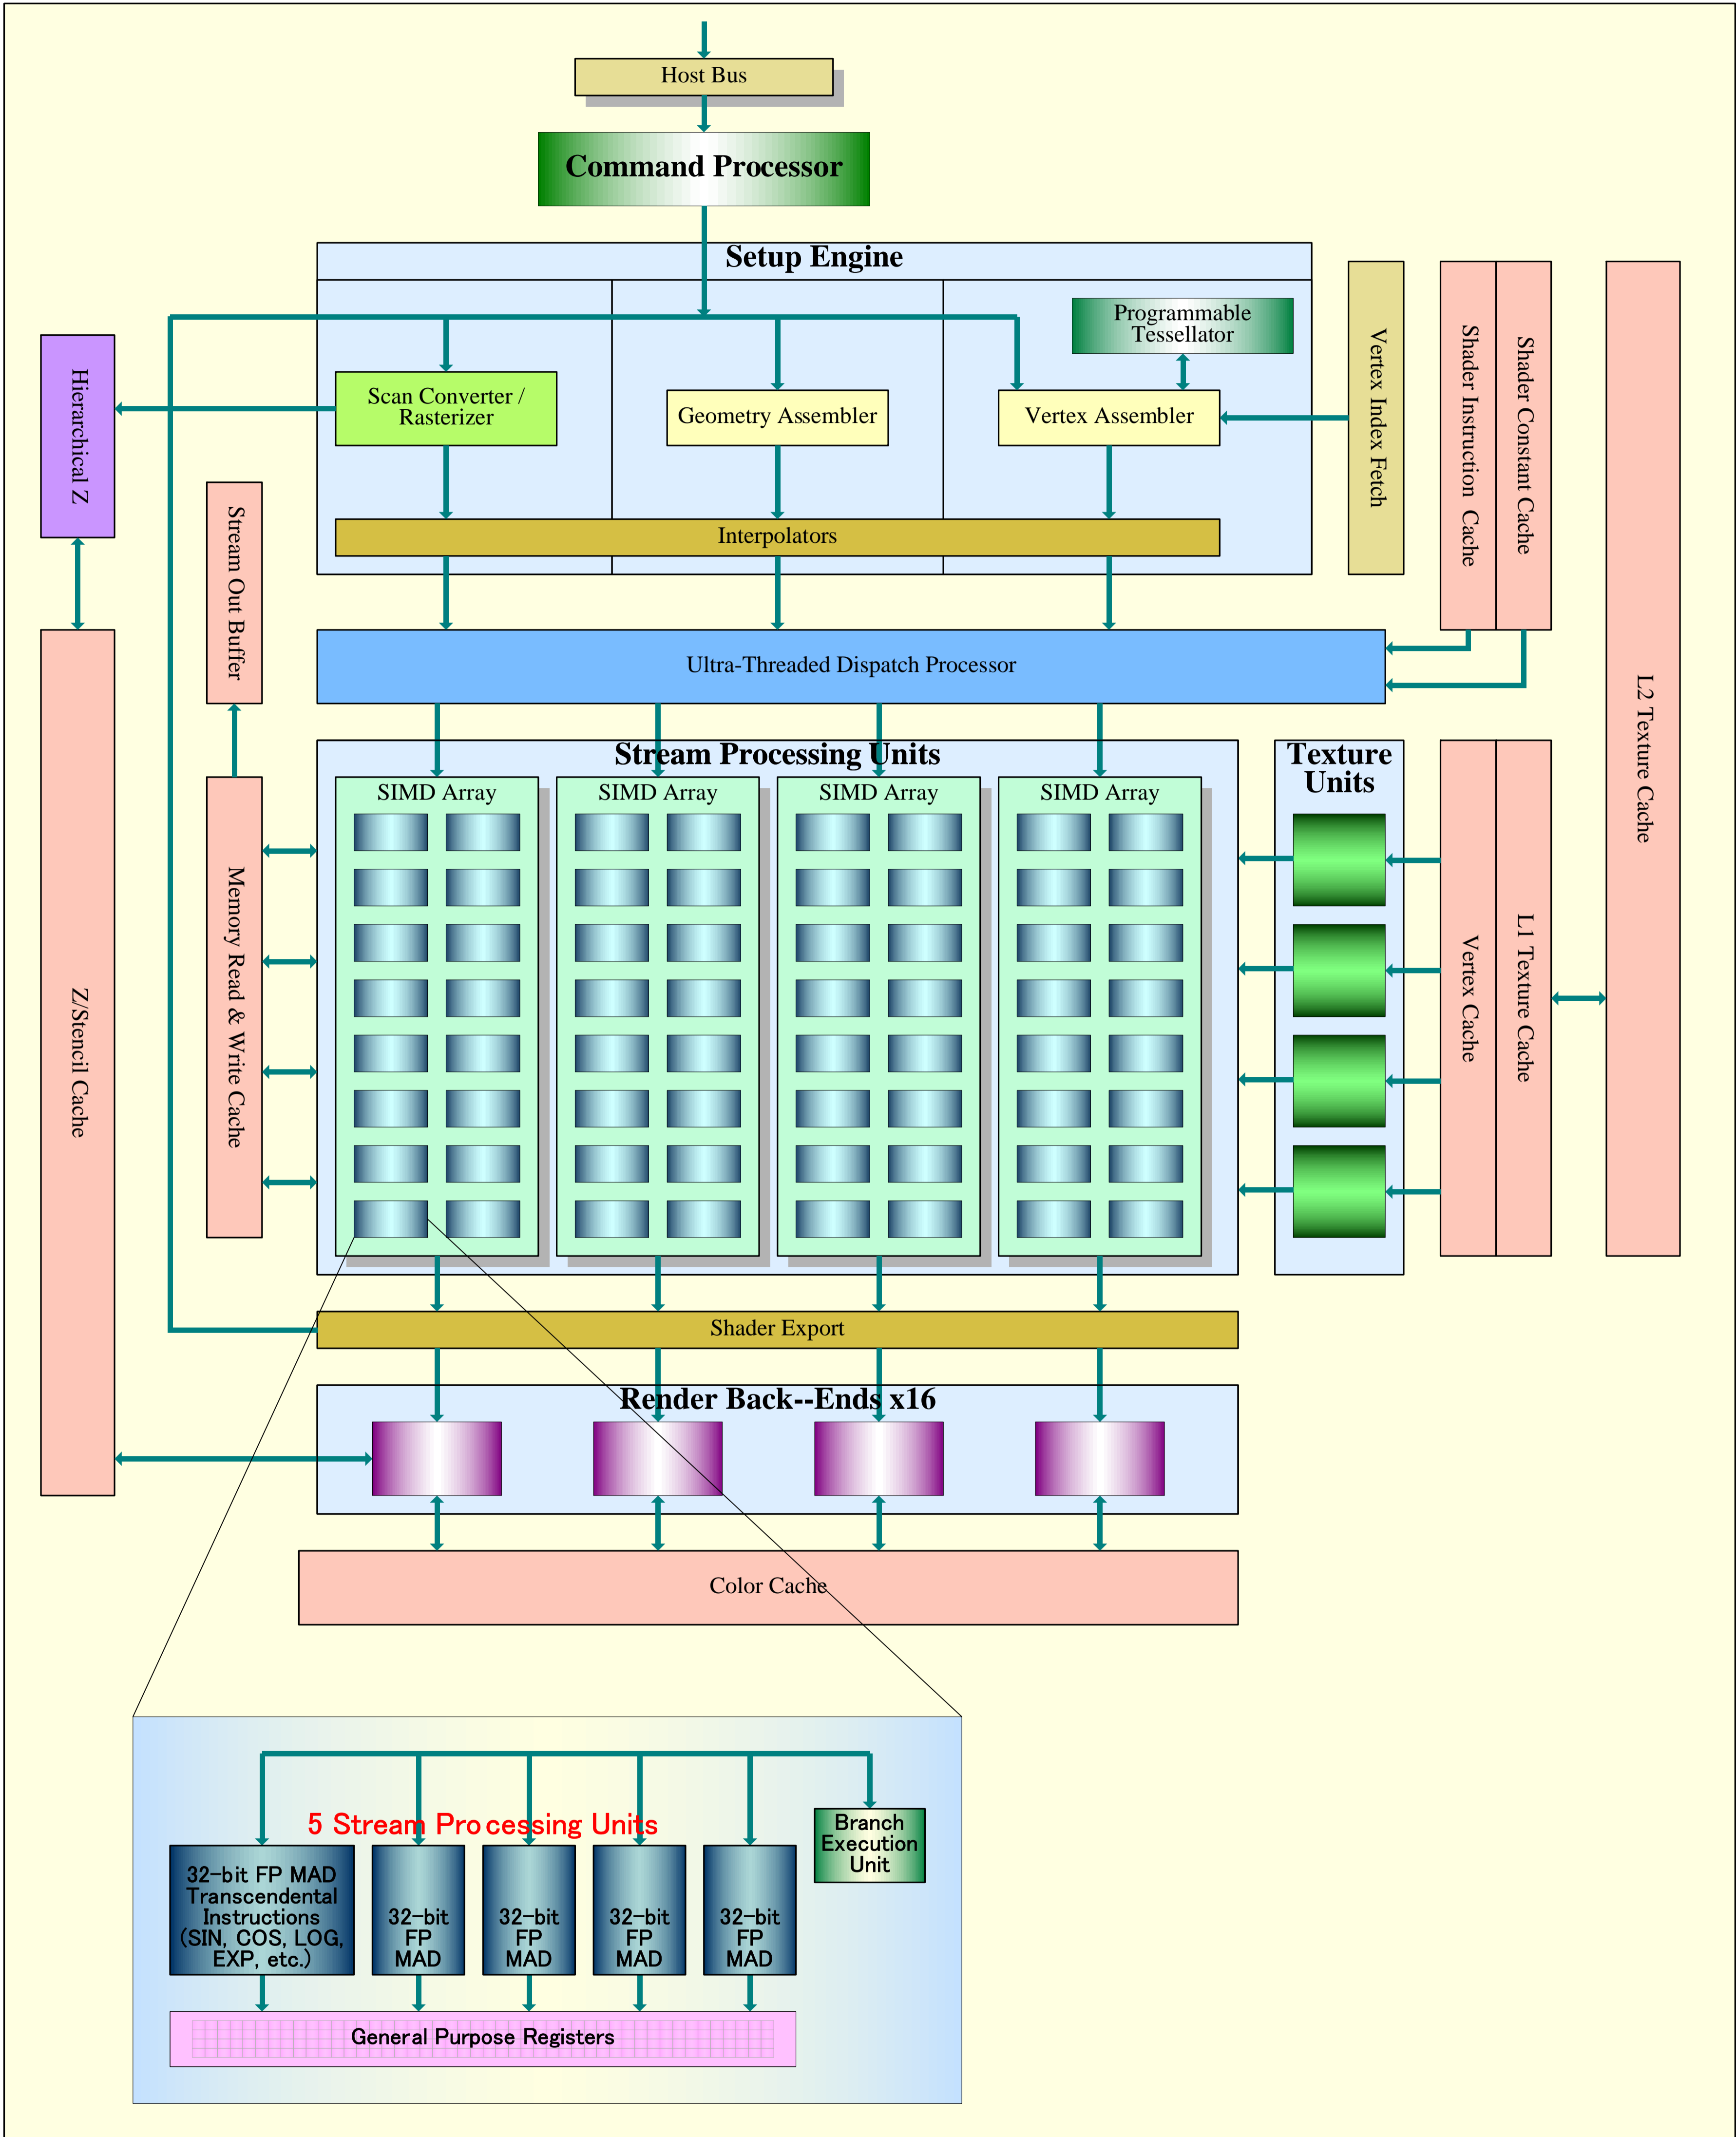 Host Bus
Command Processor
Setup Engine
Programmable
Tessellator
Scan Converter /
Rasterizer
Geometry Assembler
Vertex Assembler
Interpolators
Vertex Index Fetch
Shader Instruction  Cache
Shader Constant Cache
L2 Texture Cache
Hierarchical Z
Stream Out Buffer
Ultra-Threaded Dispatch Processor
Stream Processing Units
SIMD Array
SIMD Array
SIMD Array
SIMD Array
Texture
Units
Vertex Cache
L1 Texture Cache
Memory Read & Write Cache
Z/Stencil Cache
Shader Export
Render Back--Ends x16
Color Cache
5 Stream Processing Units
32-bit FP MAD
Transcendental
Instructions
(SIN, COS, LOG,
EXP, etc.)
32-bit
FP
MAD
32-bit
FP
MAD
32-bit
FP
MAD
32-bit
FP
MAD
Branch
Execution
Unit
General Purpose Registers